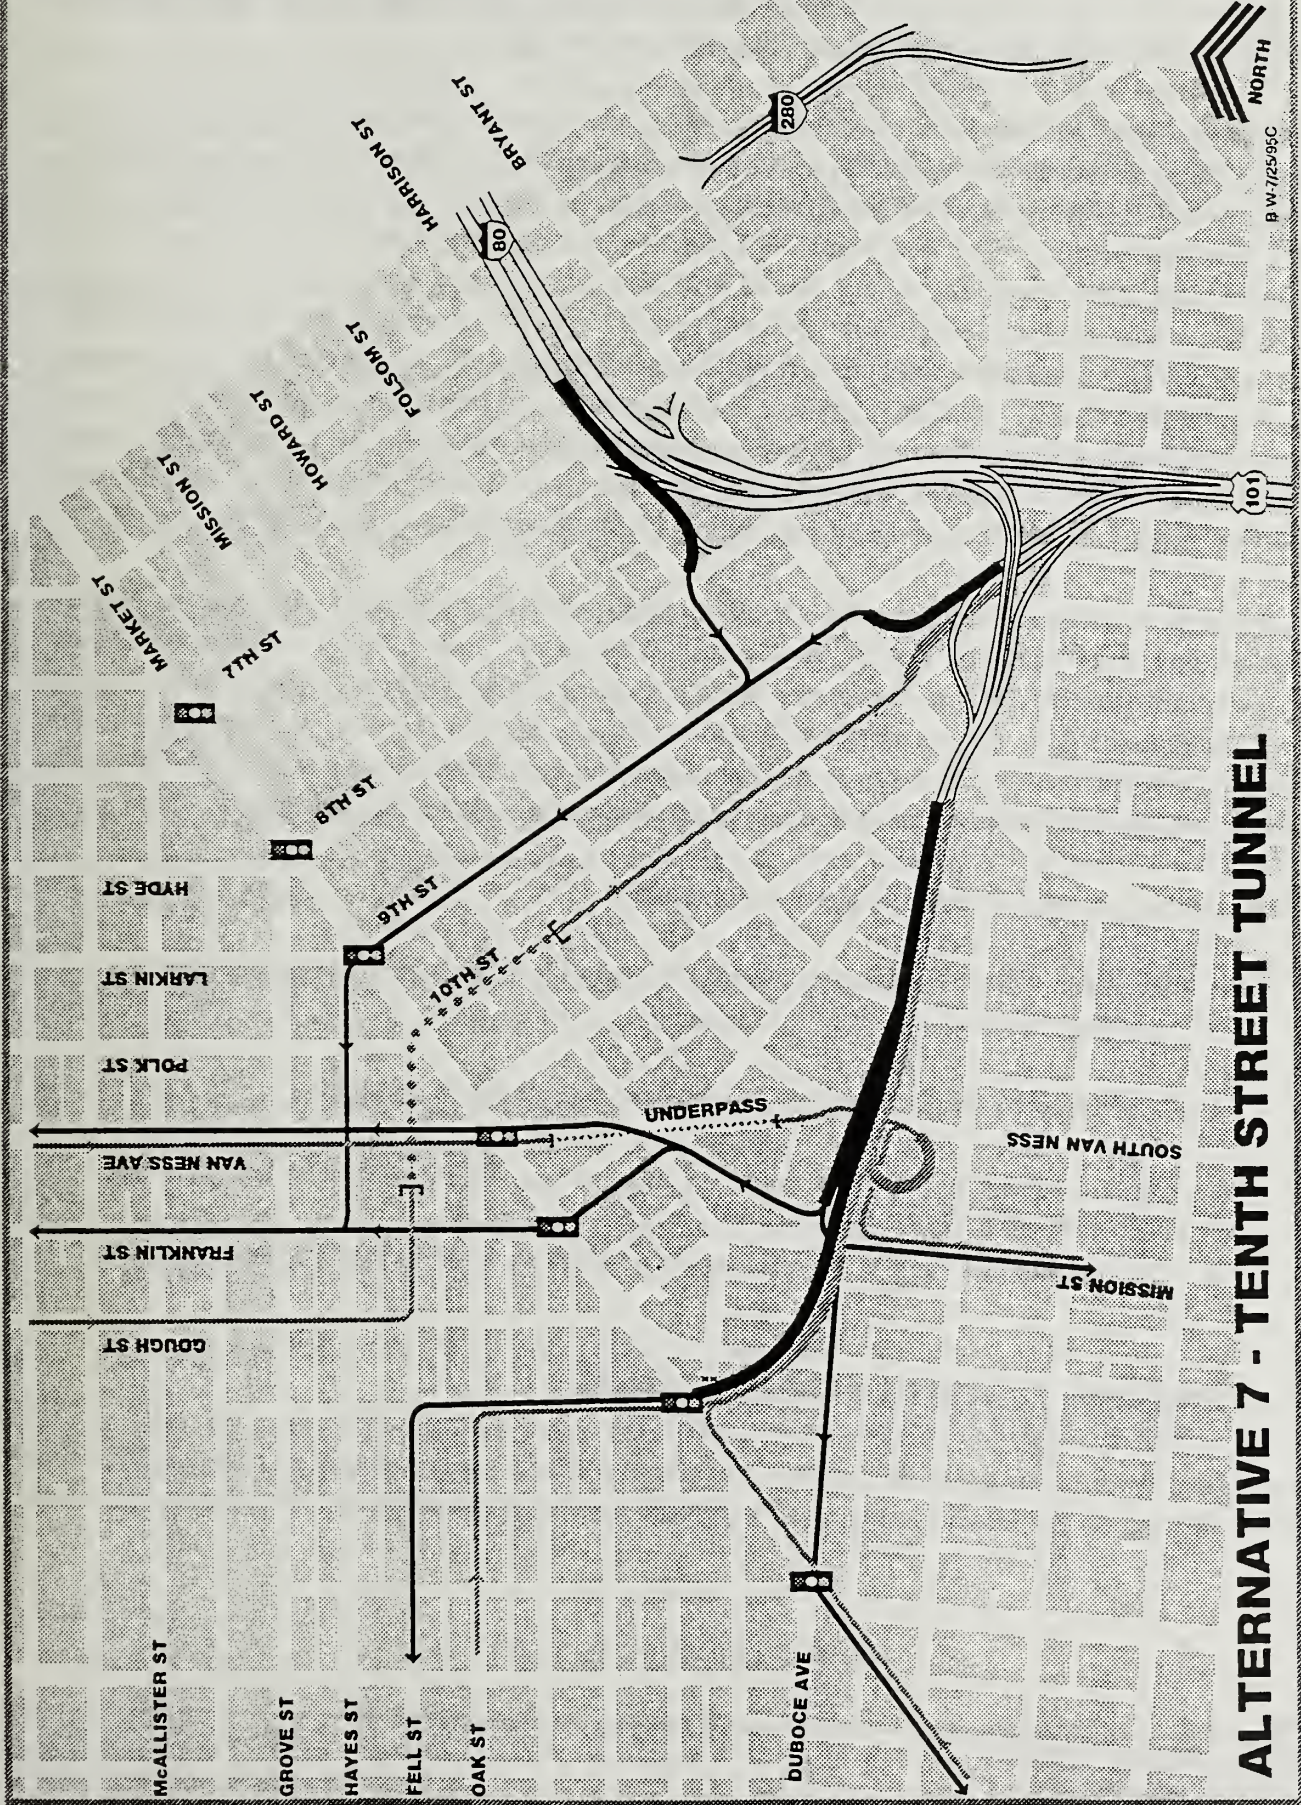 BRYANT ST
HARRISON ST
FOLSOM ST
HOWARD ST
MISSION ST
MARKET ST
7TH ST
8TH ST
9TH ST
10TH ST
HYDE ST
LARKIN ST
POLK ST
VAN NESS AVE
FRANKLIN ST
GOUGH ST
UNDERPASS
SOUTH VAN NESS
MISSION ST
McALLISTER ST
GROVE ST
HAYES ST
FELL ST
OAK ST
DUBOCE AVE
80
280
101
NORTH
B W-7/25/95C
ALTERNATIVE 7 - TENTH STREET TUNNEL